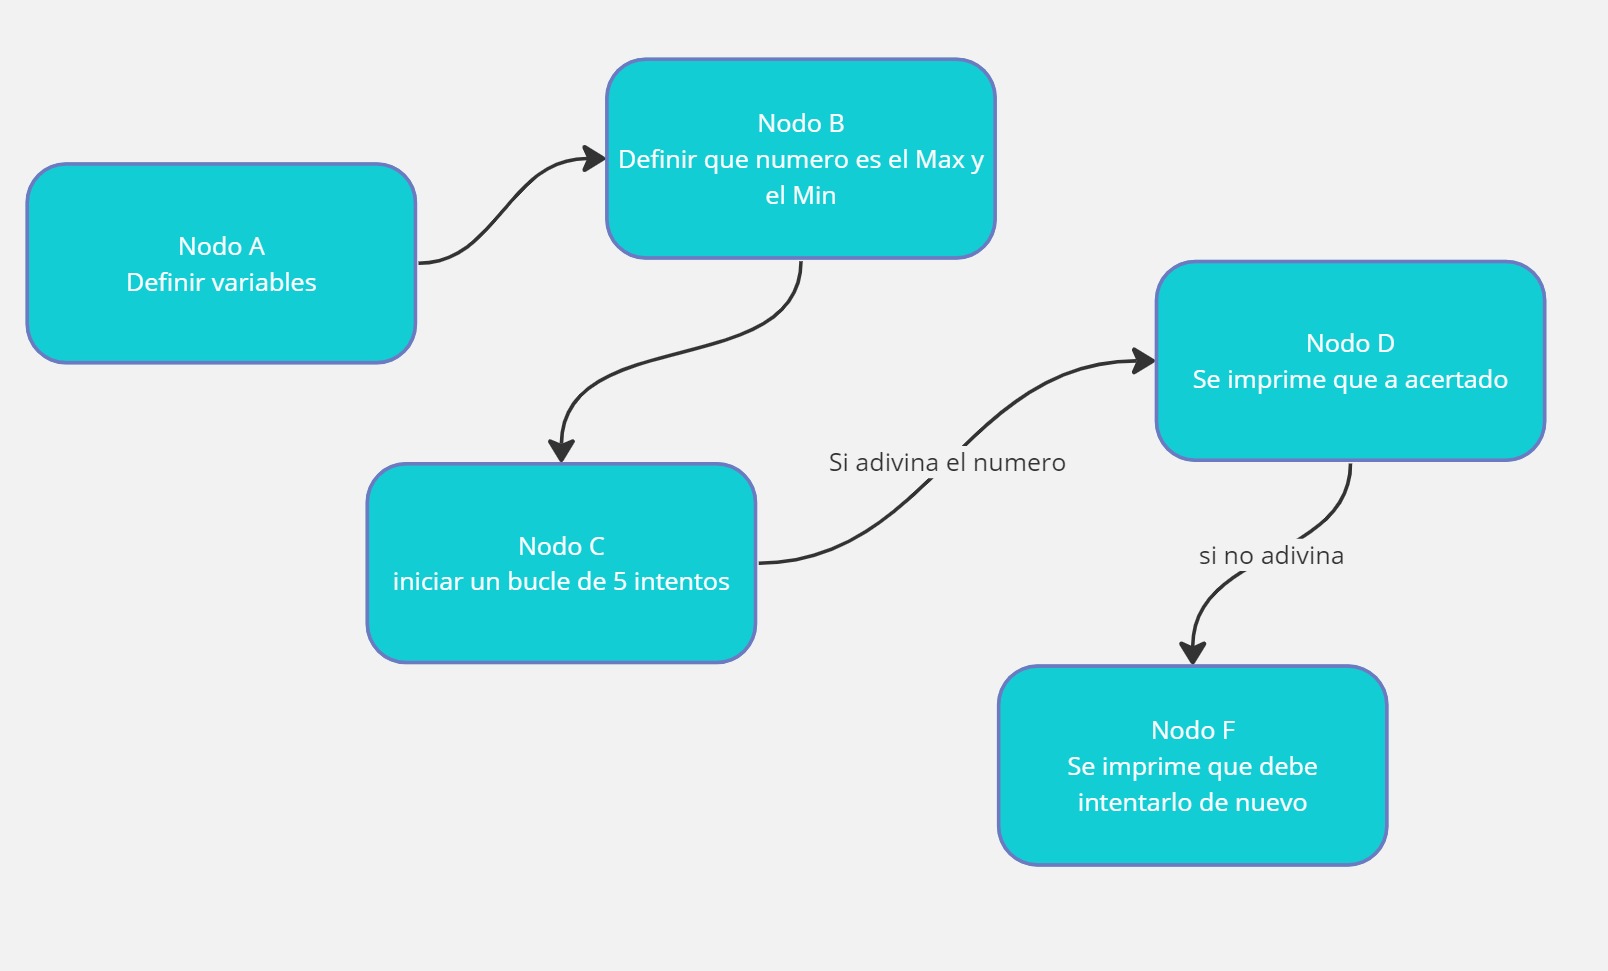 Nodo A
Definir variables
Nodo B
Definir que numero es el Max y
el Min
Nodo C
iniciar un bucle de 5 intentos
Si adivina el numero
Nodo D
Se imprime que a acertado
si no adivina
Nodo F
Se imprime que debe
intentarlo de nuevo